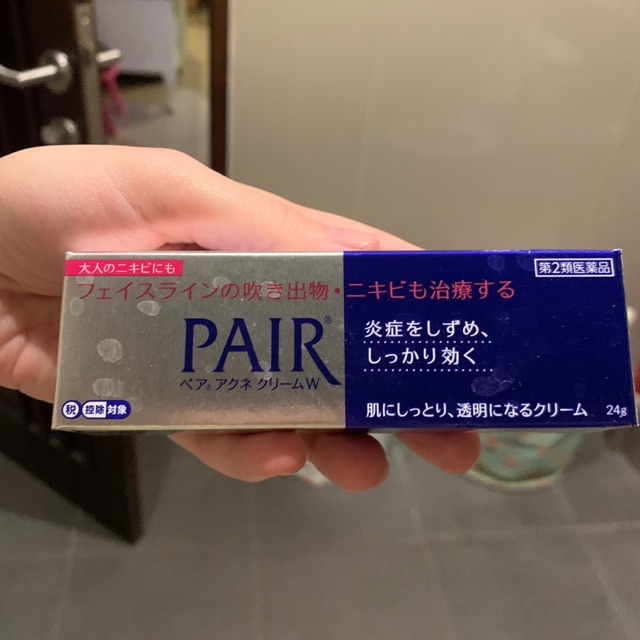 大人のニキビにも
第2類医薬品
フェイスラインの吹き出物・ニキビも治療する
PAIR®
ペア® アクネ クリームW
炎症をしずめ、
しっかり効く
税 控除 対象
肌にしっとり、透明になるクリーム
24g